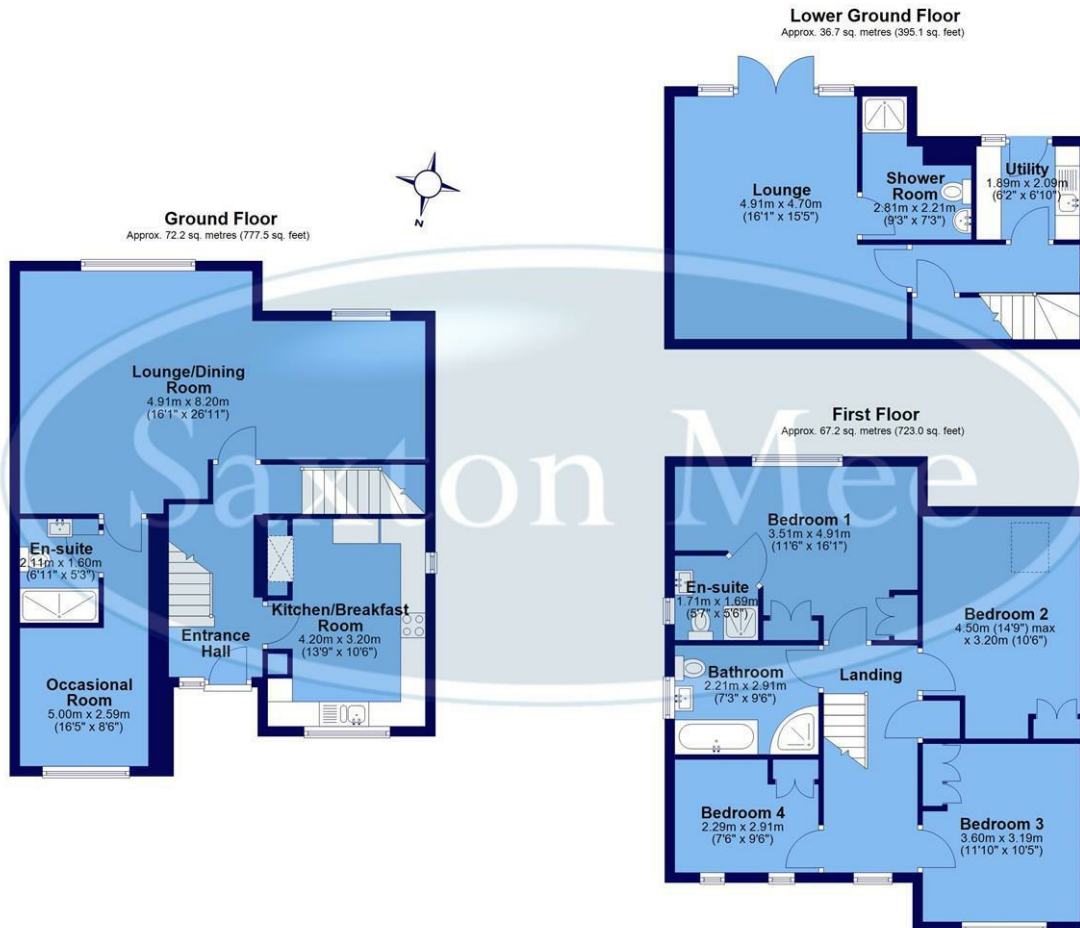 Lower Ground Floor
Approx. 36.7 sq. metres (395.1 sq. feet)
Lounge
4.91m x 4.70m
(16'1" x 15'5")
Shower
Room
2.81m x 2.21m
(9'3" x 7'3")
Utility
1.89m x 2.09m
(6'2" x 6'10")
N
Ground Floor
Approx. 72.2 sq. metres (777.5 sq. feet)
Lounge/Dining
Room
4.91m x 8.20m
(16'1" x 26'11")
En-suite
2.11m x 1.60m
(6'11" x 5'3")
Entrance
Hall
Kitchen/Breakfast
Room
4.20m x 3.20m
(13'9" x 10'6")
Occasional
Room
5.00m x 2.59m
(16'5" x 8'6")
First Floor
Approx. 67.2 sq. metres (723.0 sq. feet)
Bedroom 1
3.51m x 4.91m
(11'6" x 16'1")
En-suite
1.71m x 1.69m
(5'7" x 5'6")
Bedroom 2
4.50m (14'9") max
x 3.20m (10'6")
Bathroom
2.21m x 2.91m
(7'3" x 9'6")
Landing
Bedroom 4
2.29m x 2.91m
(7'6" x 9'6")
Bedroom 3
3.60m x 3.19m
(11'10" x 10'5")
Saxton Mee